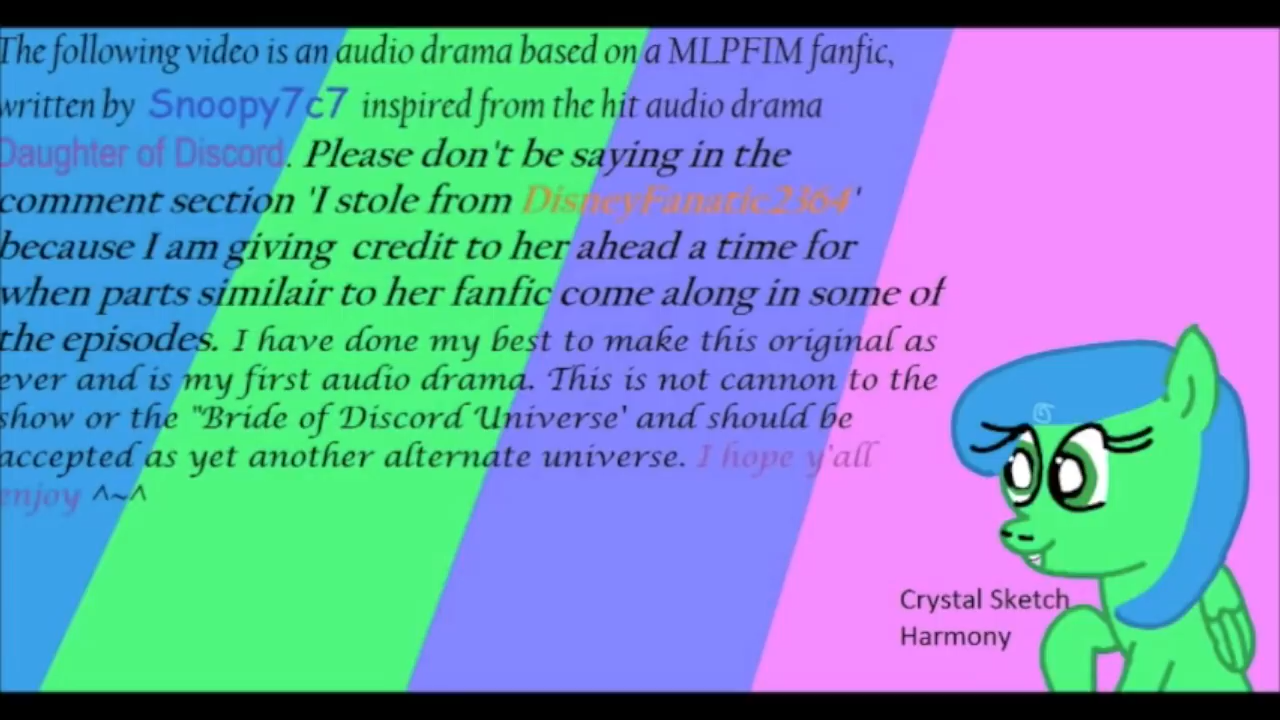 The following video is an audio drama based on a MLPFIM fanfic,
written by Snoopy7c7 inspired from the hit audio drama
Daughter of Discord. Please don't be saying in the
comment section 'I stole from DisneyFanatic2364'
because I am giving credit to her ahead a time for
when parts similair to her fanfic come along in some of
the episodes. I have done my best to make this original as
ever and is my first audio drama. This is not cannon to the
show or the "Bride of Discord Universe' and should be
accepted as yet another alternate universe. I hope y'all
enjoy ^~^
Crystal Sketch
Harmony